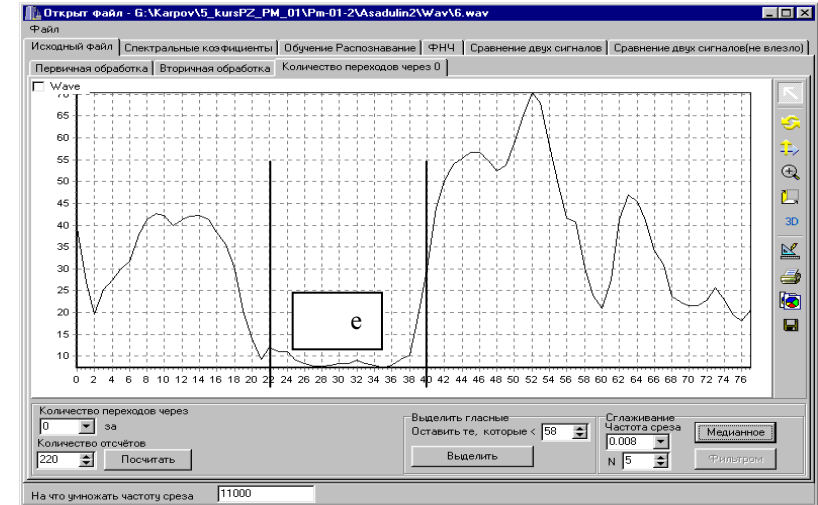 Открыт файл - G:\Karpov\5_kursPZ_PM_01\Pm-01-2\Asadulin2\Wav\6.wav
Файл
Исходный файл Спектральные коэфициенты Обучение Распознавание ФНЧ Сравнение двух сигналов Сравнение двух сигналов(не влезло)
Первичная обработка Вторичная обработка Количество переходов через 0
Wave
70
65
60
55
50
45
40
35
30
25
20
15
10
3D
e
0 2 4 6 8 10 12 14 16 18 20 22 24 26 28 30 32 34 36 38 40 42 44 46 48 50 52 54 56 58 60 62 64 66 68 70 72 74 76
Количество переходов через
0 за
Количество отсчётов
220 Посчитать
Выделить гласные
Оставить те, которые < 58
Выделить
Сглаживание
Частота среза
0.008 Медианное
N 5 Фильтром
На что умножать частоту среза 11000